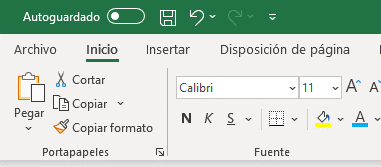 Autoguardado
Archivo Inicio Insertar Disposición de página
Cortar Calibri 11 A A
Pegar Copiar N K S A
Copiar formato
Portapapeles Fuente